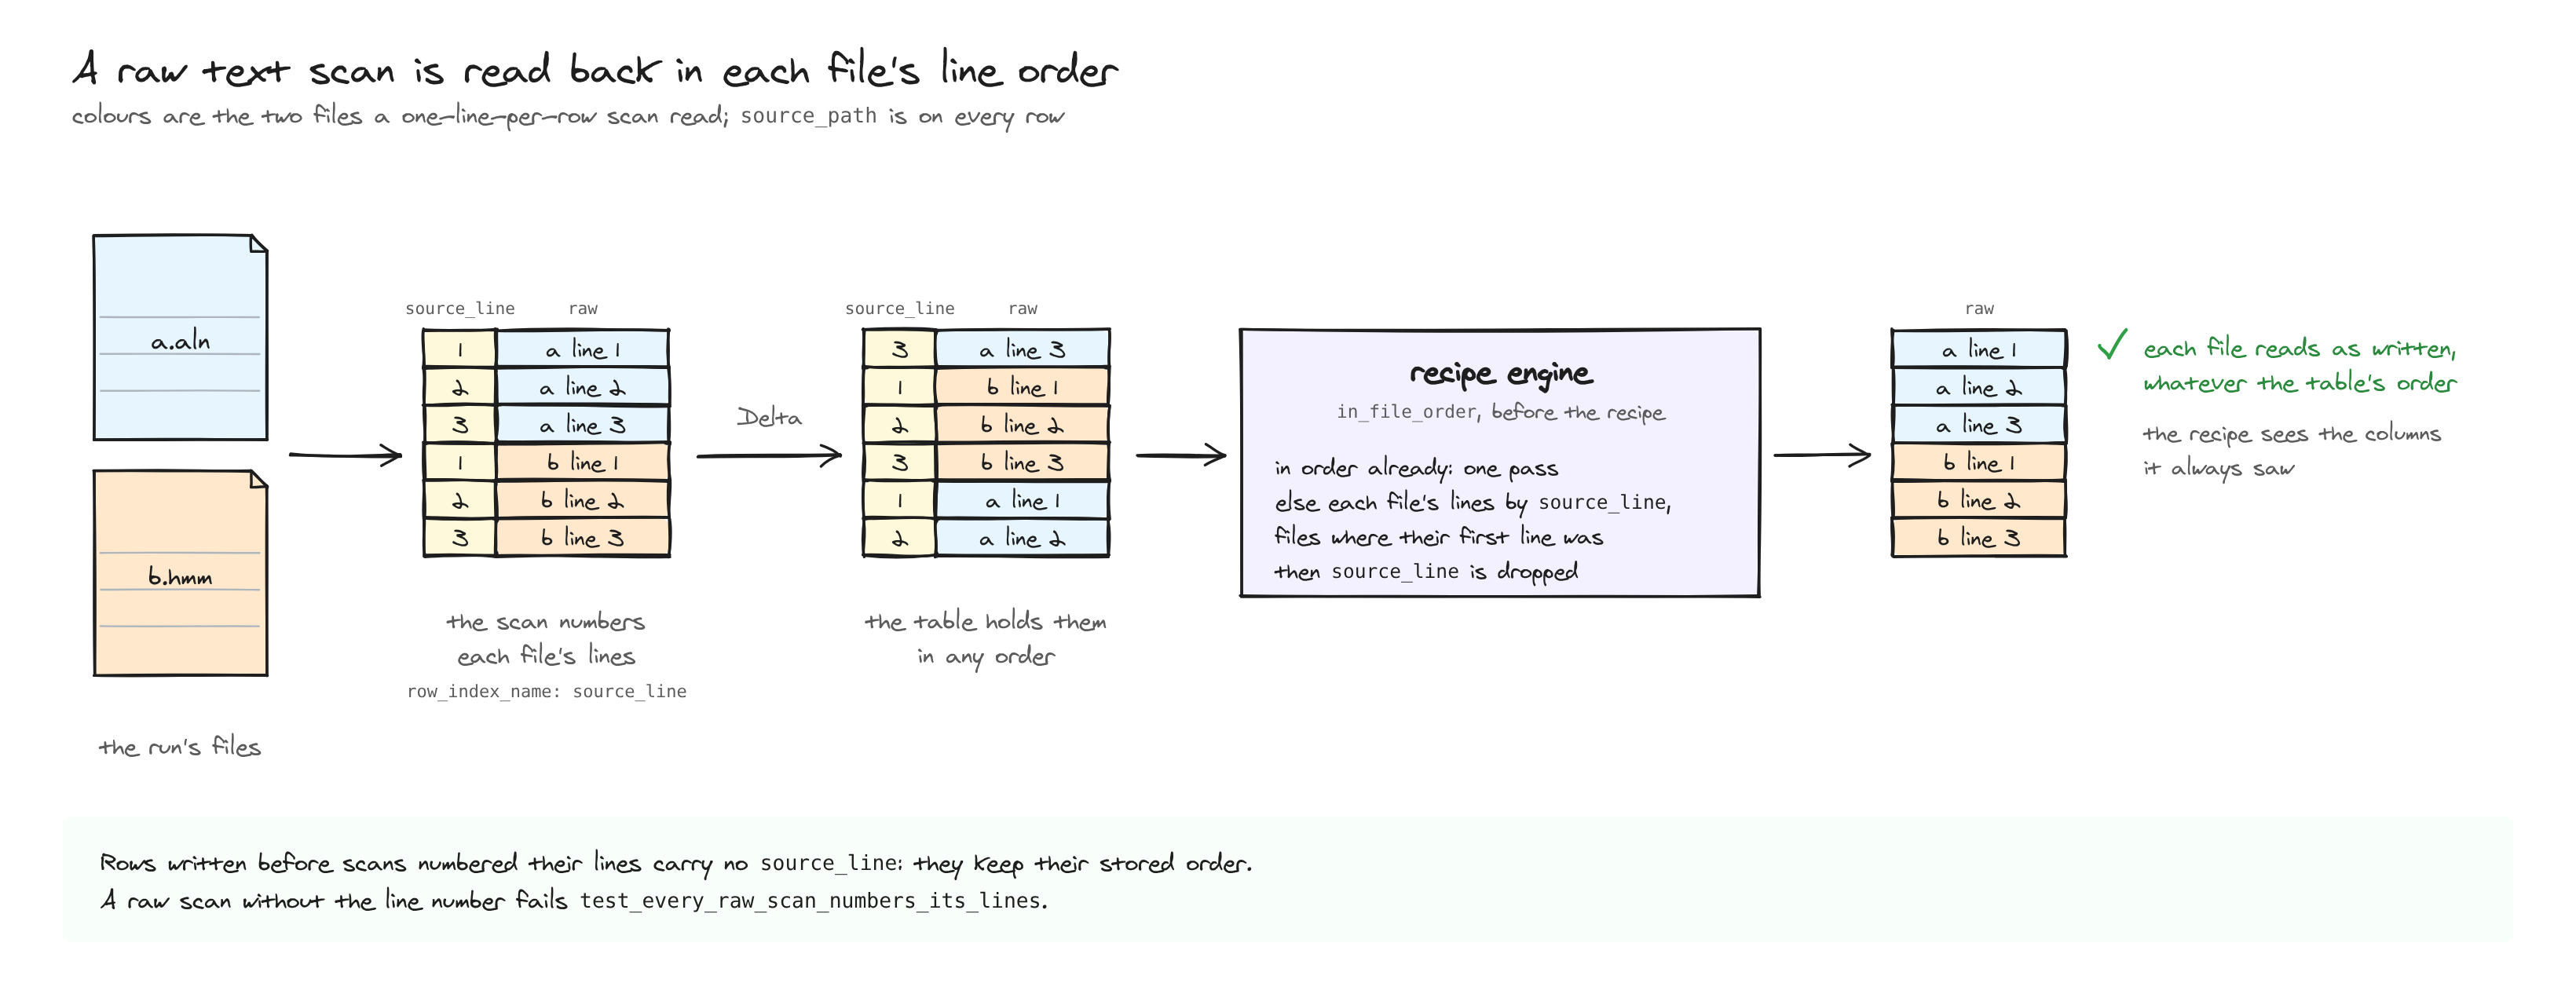 A raw text scan is read back in each file's line order
colours are the two files a one-line-per-row scan read; source_path is on every row
a.aln
b.hmm
the run's files
source_line raw
1 a line 1
2 a line 2
3 a line 3
1 b line 1
2 b line 2
3 b line 3
the scan numbers
each file's lines
row_index_name: source_line
Delta
source_line raw
3 a line 3
1 b line 1
2 b line 2
3 b line 3
1 a line 1
2 a line 2
the table holds them
in any order
recipe engine
in_file_order, before the recipe
in order already: one pass
else each file's lines by source_line,
files where their first line was
then source_line is dropped
raw
a line 1
a line 2
a line 3
b line 1
b line 2
b line 3
✓ each file reads as written,
whatever the table's order
the recipe sees the columns
it always saw
Rows written before scans numbered their lines carry no source_line: they keep their stored order.
A raw scan without the line number fails test_every_raw_scan_numbers_its_lines.